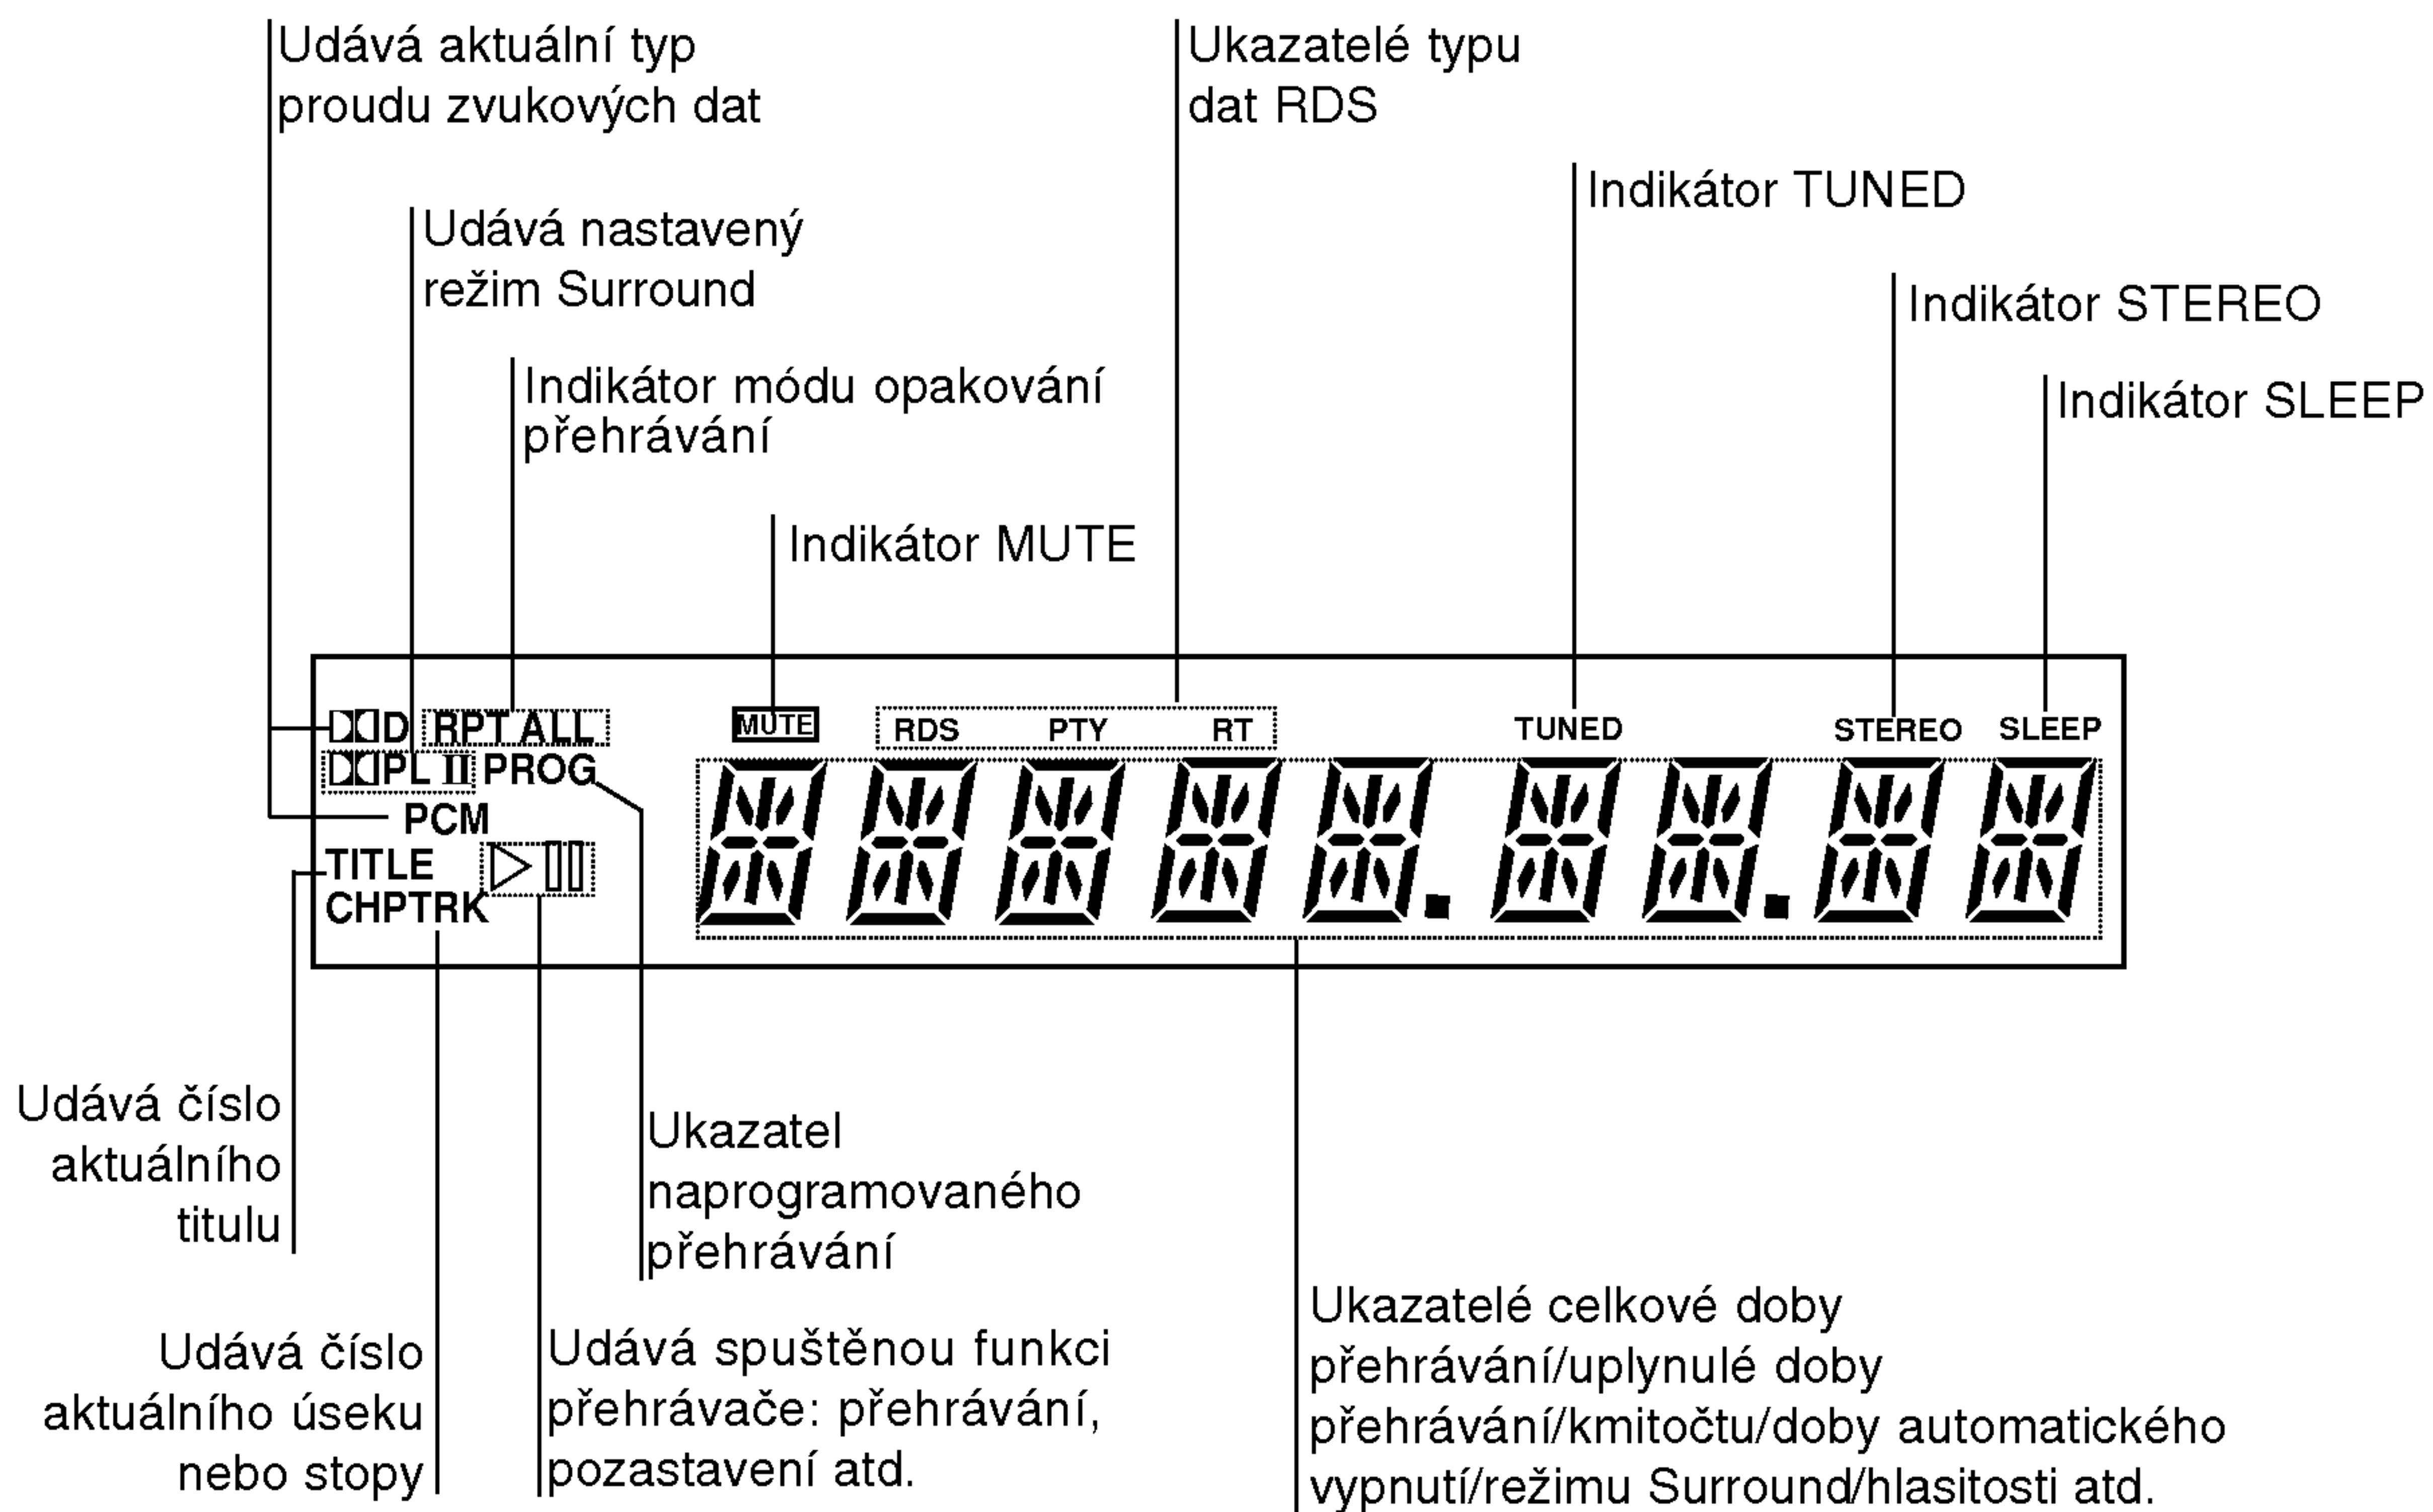 Udává aktuální typ
proudu zvukových dat
Ukazatelé typu
dat RDS
Indikátor TUNED
Udává nastavený
režim Surround
Indikátor STEREO
Indikátor módu opakování
přehrávání
Indikátor SLEEP
Indikátor MUTE
D RPT ALL MUTE RDS PTY RT TUNED STEREO SLEEP
PL II PROG
PCM
TITLE
CHPTRK
Udává číslo
aktuálního
titulu
Ukazatel
naprogramovaného
přehrávání
Udává číslo
aktuálního úseku
nebo stopy
Udává spuštěnou funkci
přehrávače: přehrávání,
pozastavení atd.
Ukazatelé celkové doby
přehrávání/uplynulé doby
přehrávání/kmitočtu/doby automatického
vypnutí/režimu Surround/hlasitosti atd.